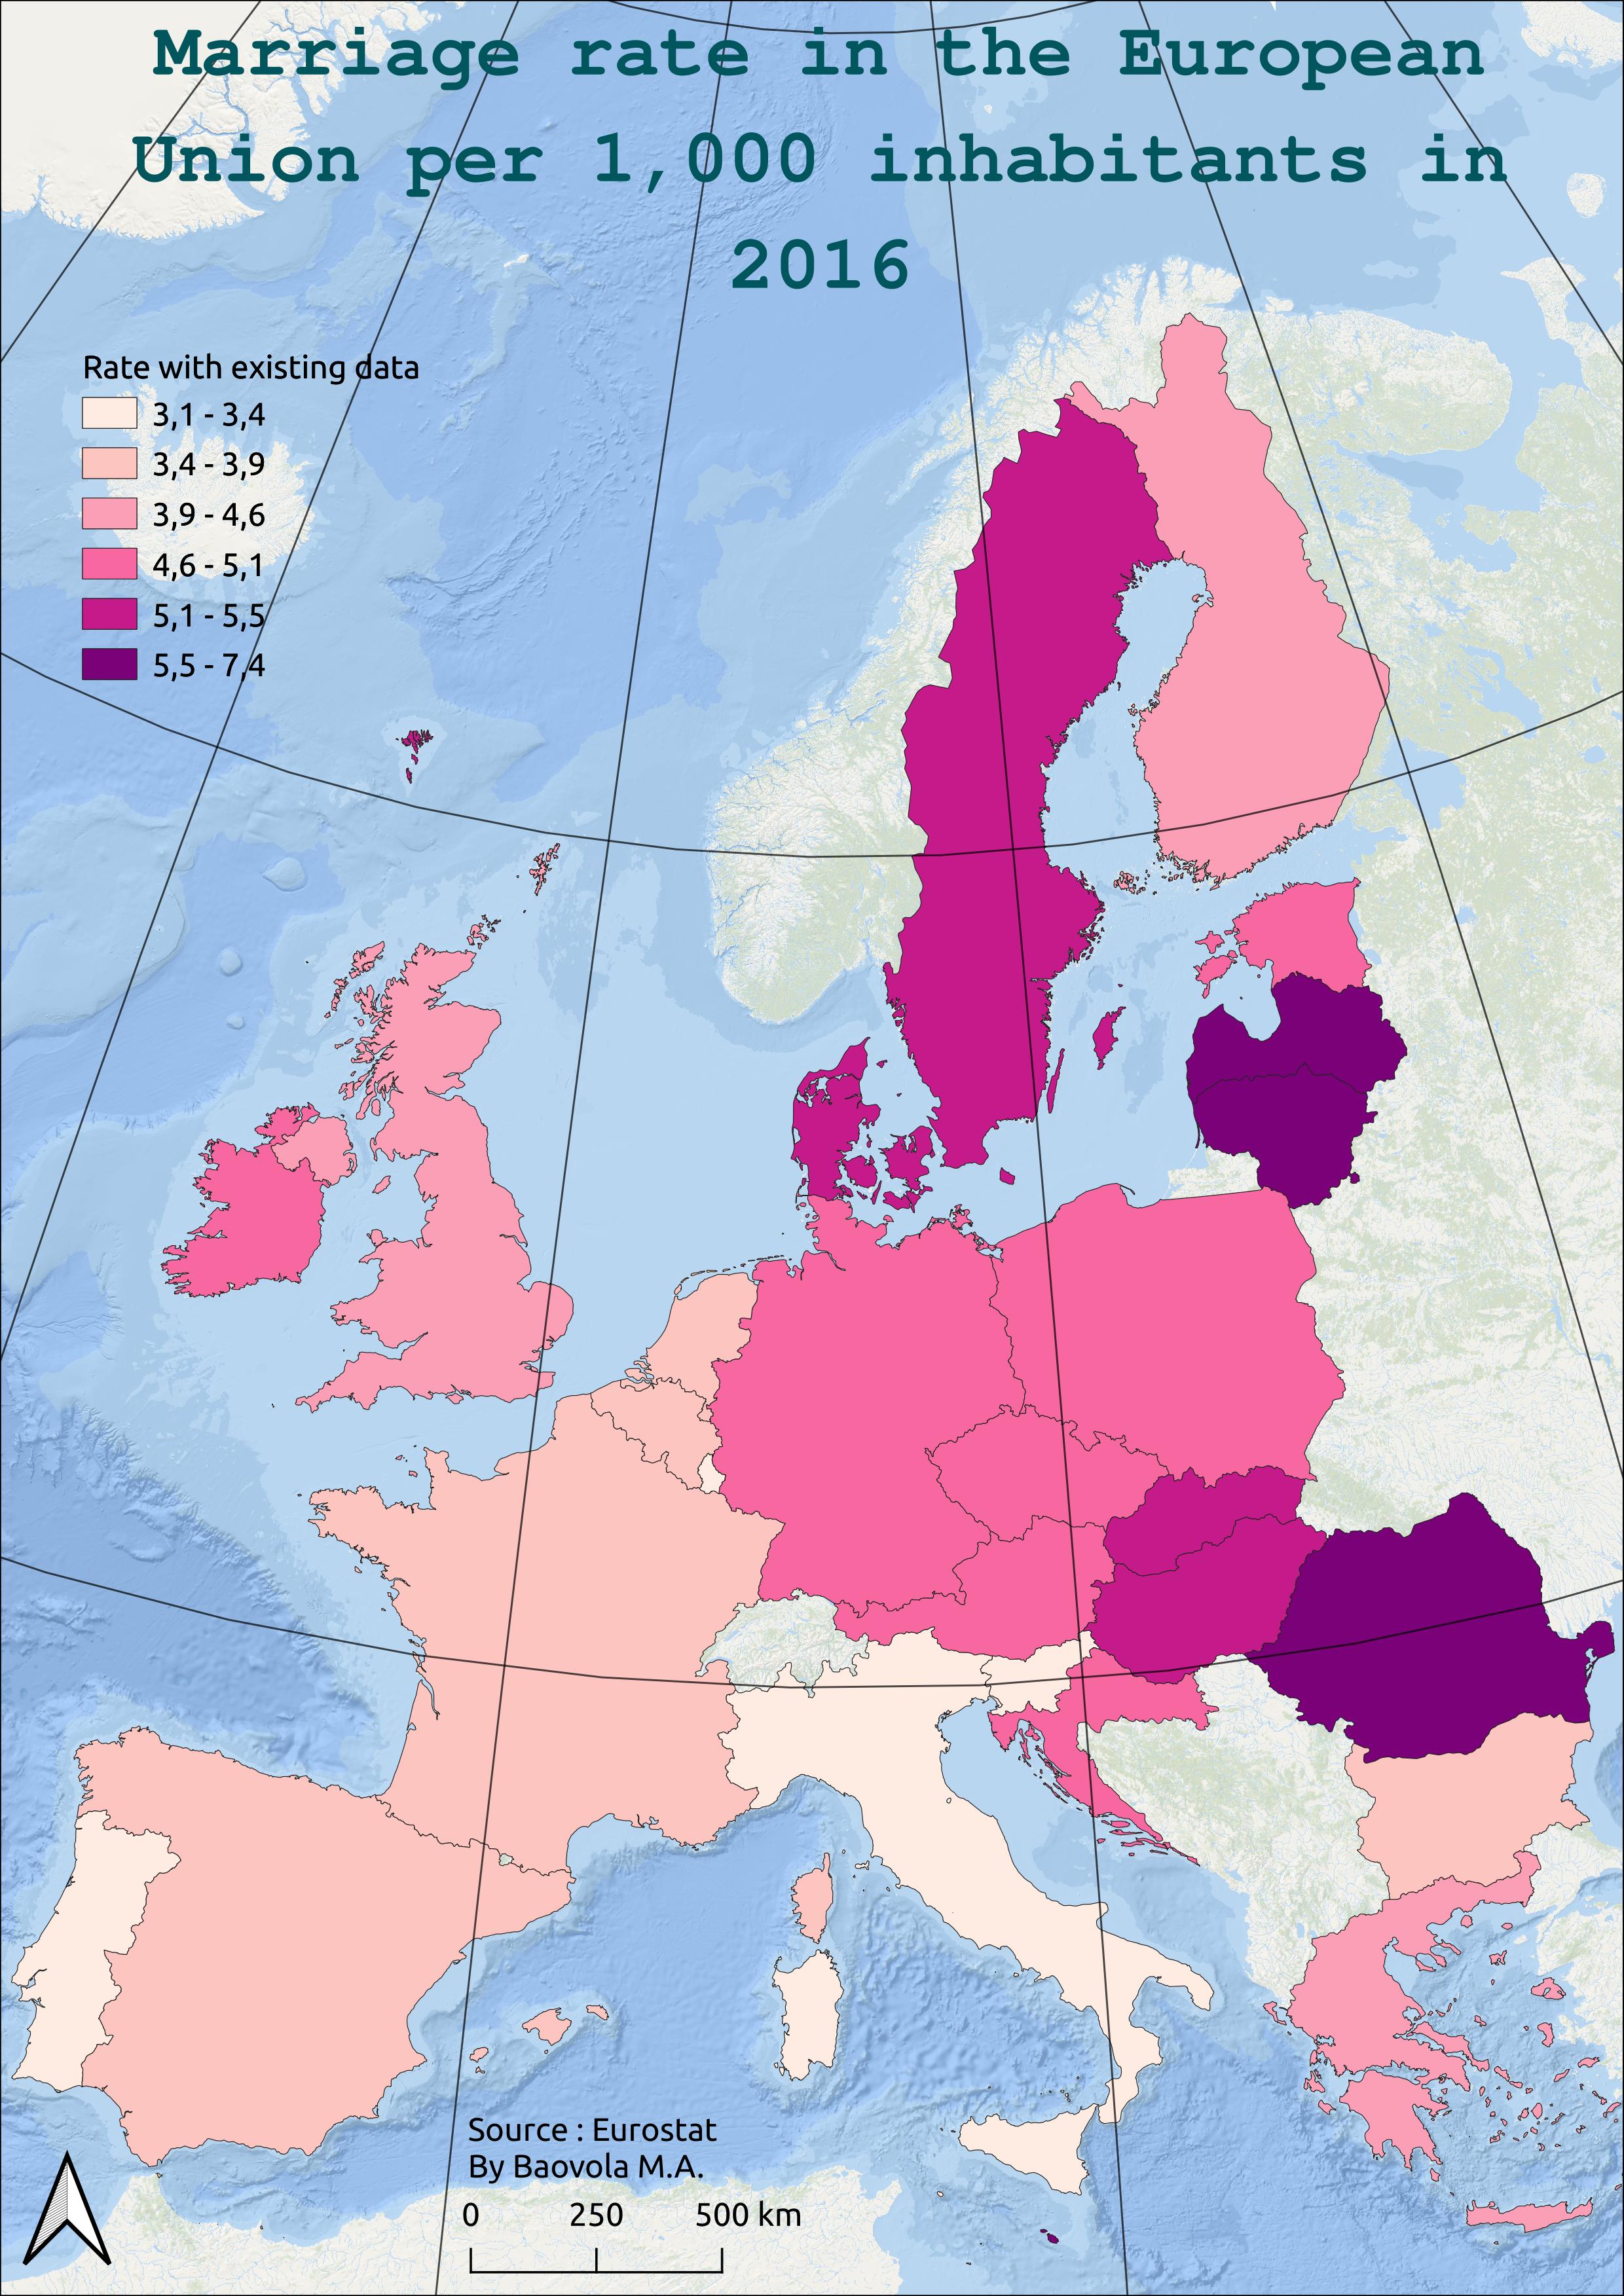 Marriage rate in the European
Union per 1,000 inhabitants in
2016
Rate with existing data
3,1 - 3,4
3,4 - 3,9
3,9 - 4,6
4,6 - 5,1
5,1 - 5,5
5,5 - 7,4
Source : Eurostat
By Baovola M.A.
0 250 500 km